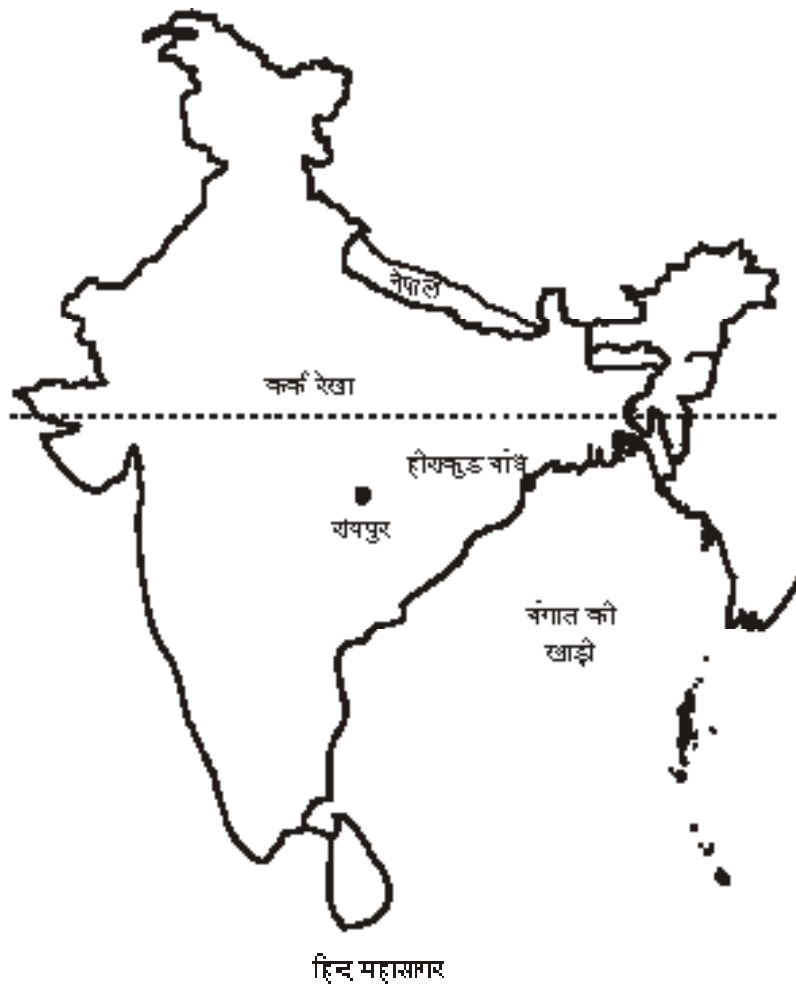 नेपाल
कर्क रेखा
हीराकुड बांध
रायपुर
बंगाल की
खाड़ी
हिन्द महासागर